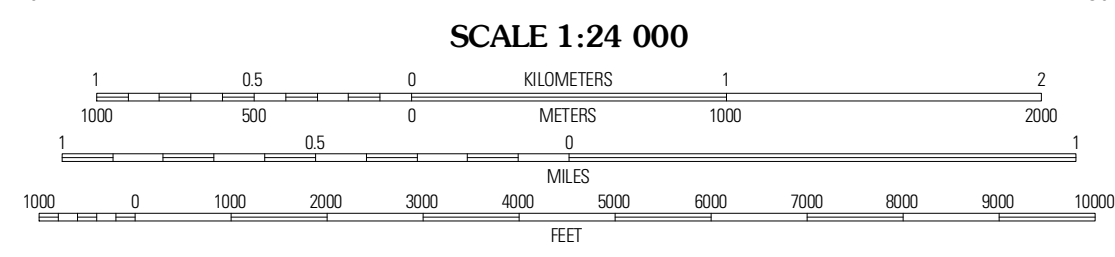 SCALE 1:24 000
1 0.5 0 KILOMETERS 1 2
1000 500 0 METERS 1000 2000
1 0.5 0 1
MILES
1000 0 1000 2000 3000 4000 5000 6000 7000 8000 9000 10000
FEET